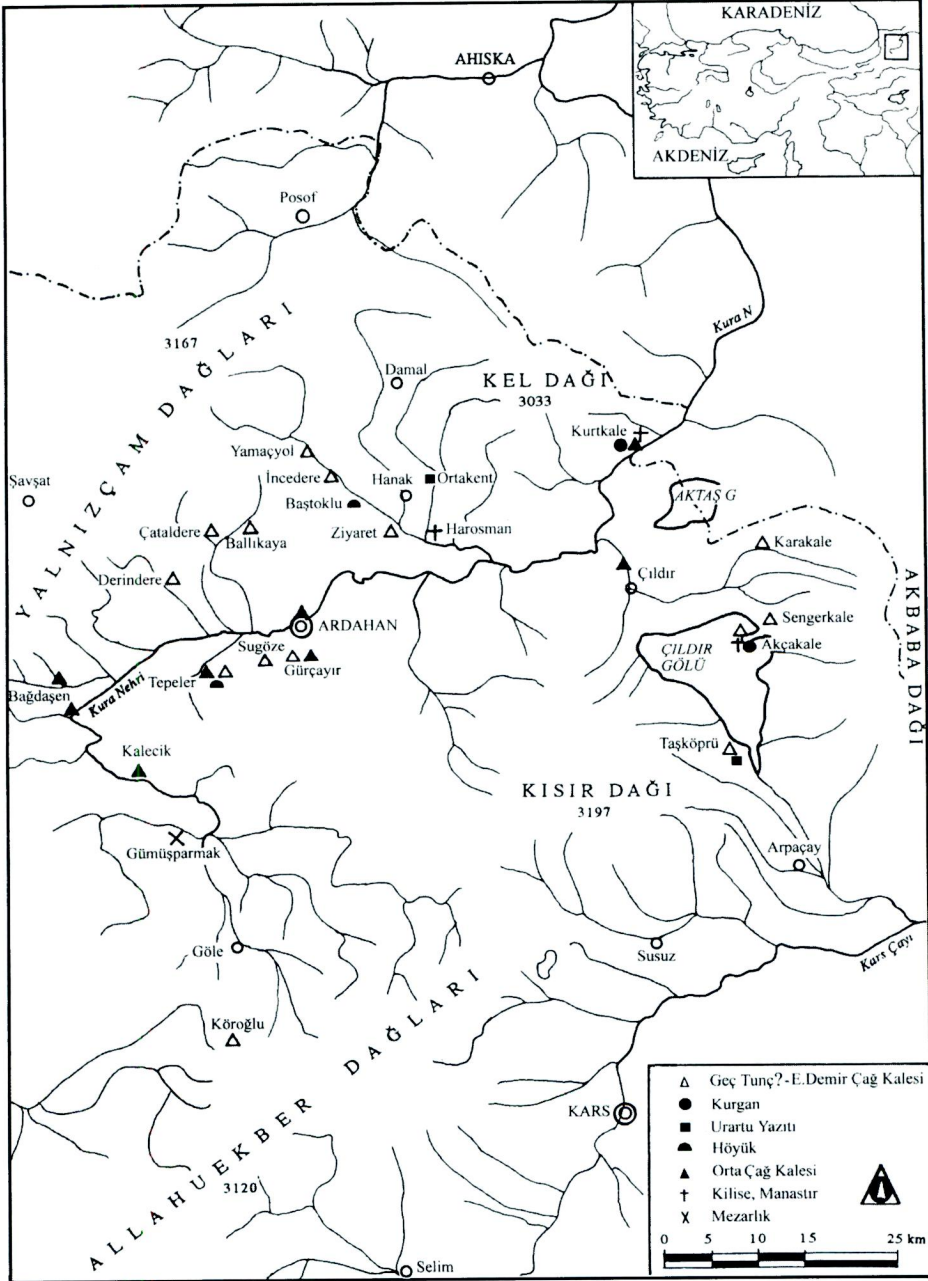 KARADENİZ
AKDENİZ
AHISKA
Posof
Kura N
3167
YALNIZÇAM DAĞLARI
Damal
KEL DAĞI
3033
Kurtkale
Yamaçyol
Şavşat
İncedere
Hanak
Ortakent
AKTAŞ G
Baştoklu
Çataldere
Ballıkaya
Ziyaret
Harosman
Karakale
Derindere
Çıldır
AKBABA DAĞI
ARDAHAN
Sengerkale
Sugöze
Gürçayır
ÇILDIR
GÖLÜ
Akçakale
Bağdaşen
Kura Nehri
Tepeler
Kalecik
Taşköprü
KISIR DAĞI
3197
Gümüşparmak
Arpaçay
Göle
Susuz
Kars Çayı
Köroğlu
ALLAHUEKBER DAĞLARI
3120
KARS
Selim
Geç Tunç?-E.Demir Çağ Kalesi
Kurgan
Urartu Yazıtı
Höyük
Orta Çağ Kalesi
Kilise, Manastır
Mezarlık
0 5 10 15 25 km